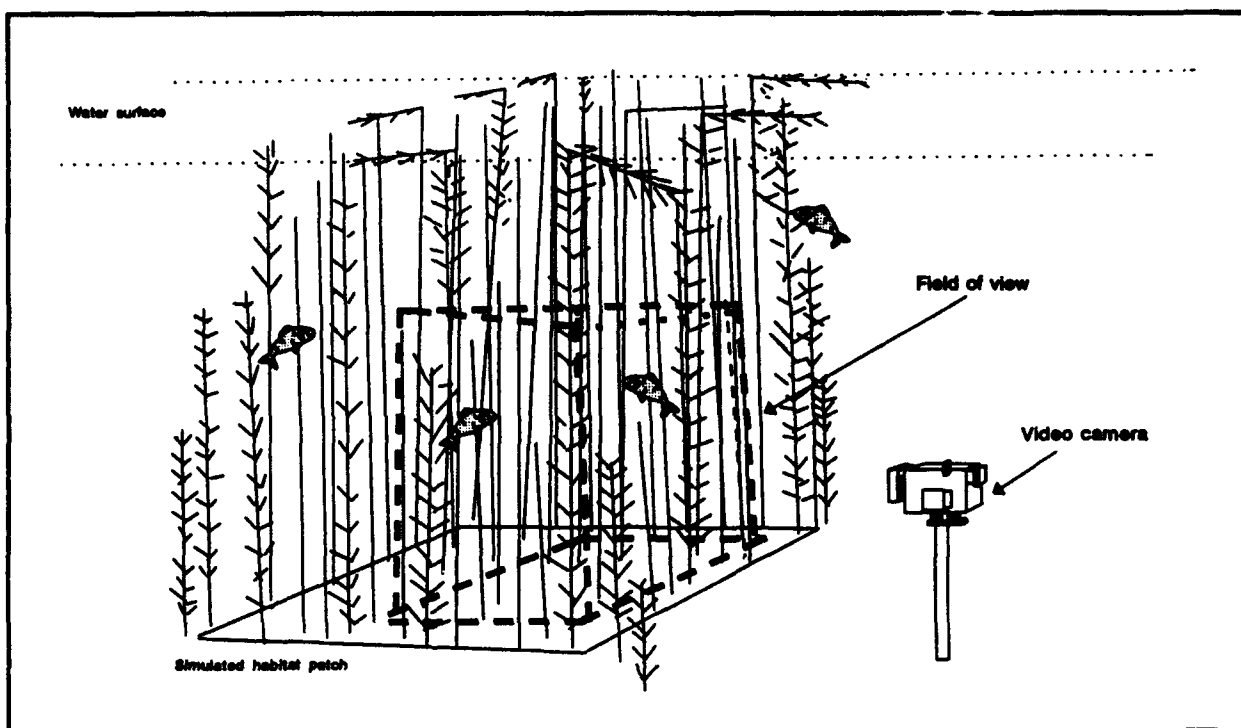 Water surface
Field of view
Video camera
Simulated habitat patch